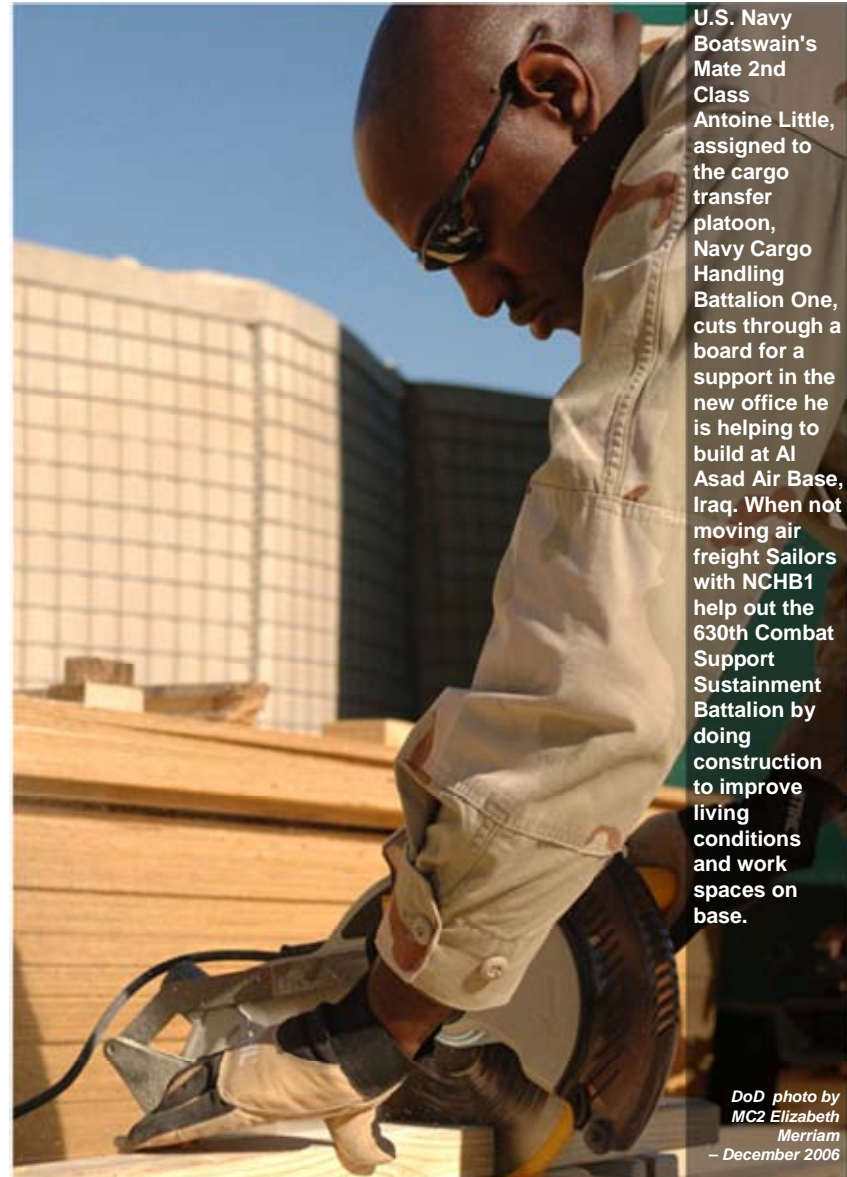 U.S. Navy
Boatswain's
Mate 2nd
Class
Antoine Little,
assigned to
the cargo
transfer
platoon,
Navy Cargo
Handling
Battalion One,
cuts through a
board for a
support in the
new office he
is helping to
build at Al
Asad Air Base,
Iraq. When not
moving air
freight Sailors
with NCHB1
help out the
630th Combat
Support
Sustainment
Battalion by
doing
construction
to improve
living
conditions
and work
spaces on
base.
DoD photo by
MC2 Elizabeth
Merriam
– December 2006